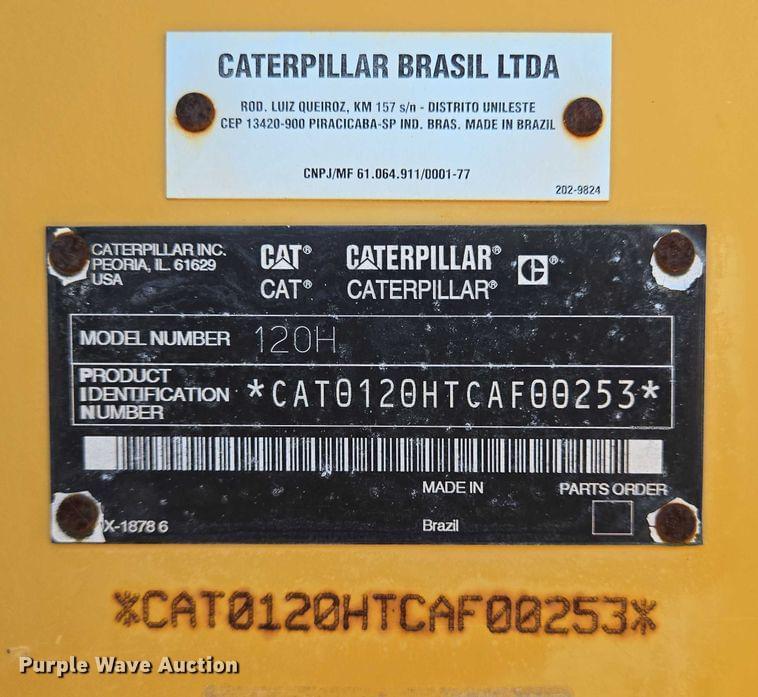 CATERPILLAR BRASIL LTDA
ROD. LUIZ QUEIROZ, KM 157 s/n - DISTRITO UNILESTE
CEP 13420-900 PIRACICABA-SP IND. BRAS. MADE IN BRAZIL
CNPJ/MF 61.064.911/0001-77
202-9824
CATERPILLAR INC.
PEORIA, IL 61629
USA
CAT® CATERPILLAR®
CAT® CATERPILLAR®
MODEL NUMBER 120H
PRODUCT
IDENTIFICATION
NUMBER
*CAT0120HTCAF00253*
MADE IN PARTS ORDER
X-1878 6 Brazil
*CAT0120HTCAF00253*
Purple Wave Auction